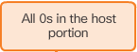 All 0s in the host
portion